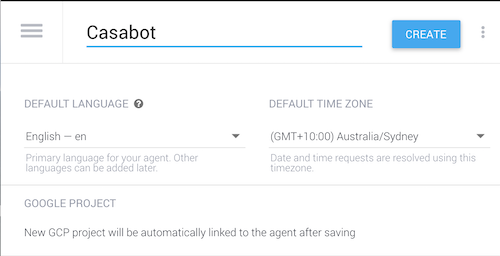 Casabot
CREATE
DEFAULT LANGUAGE ?
DEFAULT TIME ZONE
English — en
(GMT+10:00) Australia/Sydney
Primary language for your agent. Other
languages can be added later.
Date and time requests are resolved using this
timezone.
GOOGLE PROJECT
New GCP project will be automatically linked to the agent after saving